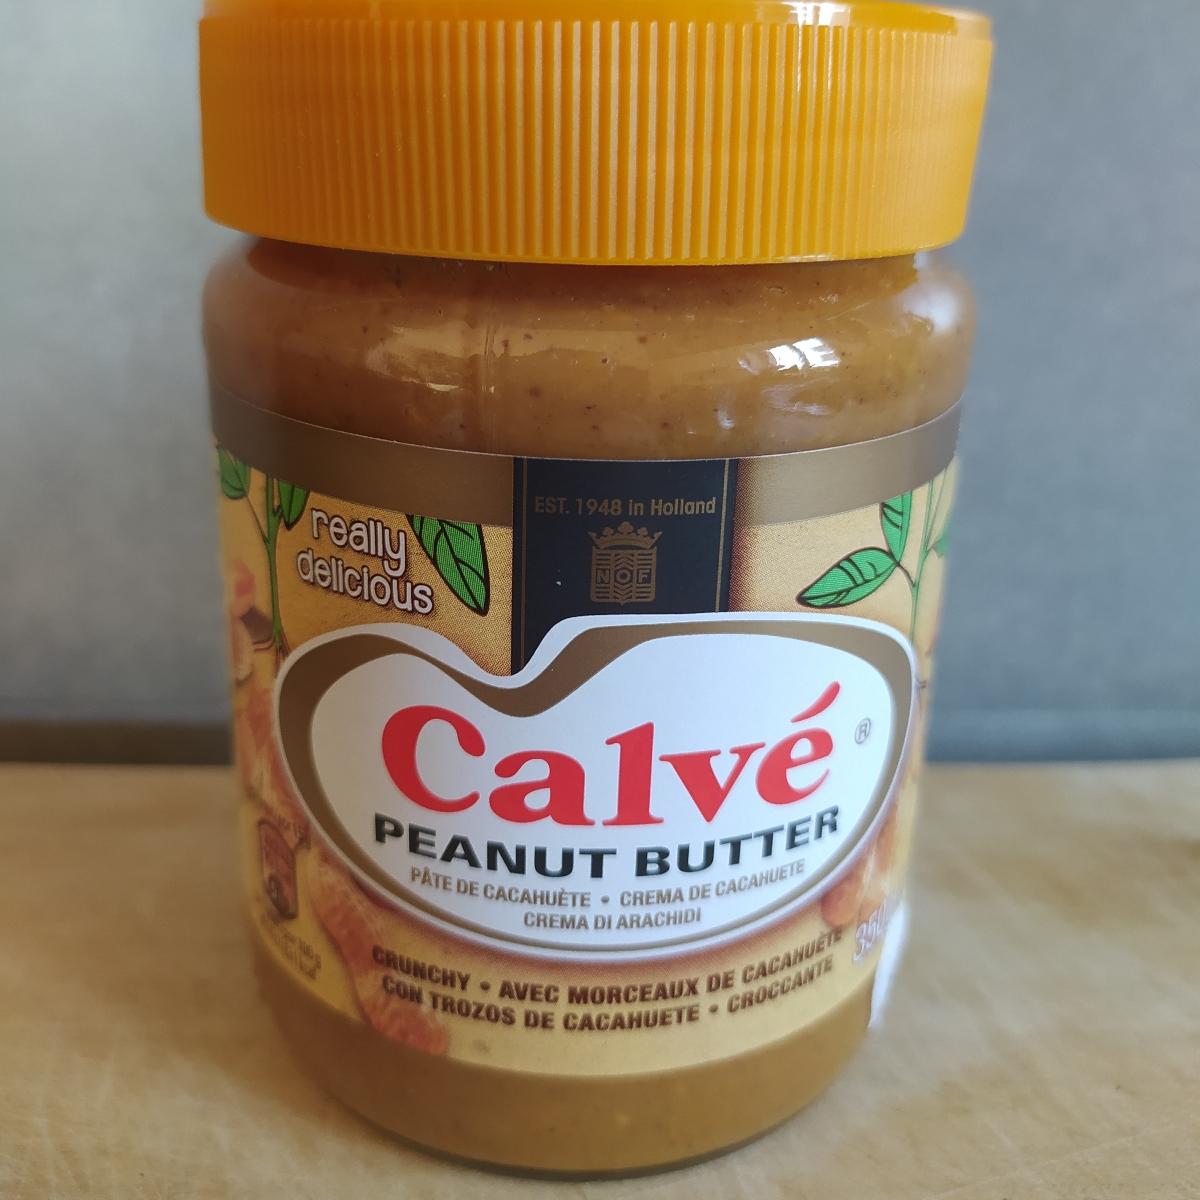 EST. 1948 in Holland
NOF
really
delicious
Calvé ®
PEANUT BUTTER
PÂTE DE CACAHUÈTE • CREMA DE CACAHUETE
CREMA DI ARACHIDI
CRUNCHY • AVEC MORCEAUX DE CACAHUÈTE
CON TROZOS DE CACAHUETE • CROCCANTE
350